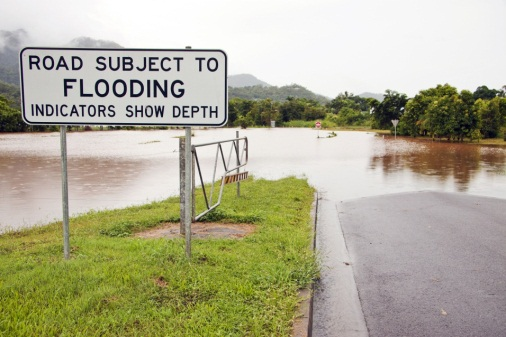 ROAD SUBJECT TO
FLOODING
INDICATORS SHOW DEPTH